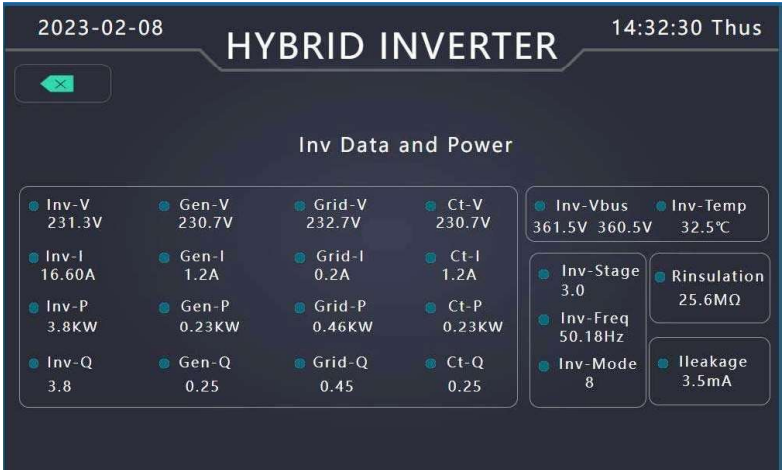 2023-02-08
HYBRID INVERTER
14:32:30 Thus
Inv Data and Power
Inv-V Gen-V Grid-V Ct-V
231.3V 230.7V 232.7V 230.7V
Inv-I Gen-I Grid-I Ct-I
16.60A 1.2A 0.2A 1.2A
Inv-P Gen-P Grid-P Ct-P
3.8KW 0.23KW 0.46KW 0.23KW
Inv-Q Gen-Q Grid-Q Ct-Q
3.8 0.25 0.45 0.25
Inv-Vbus Inv-Temp
361.5V 360.5V 32.5℃
Inv-Stage
3.0
Inv-Freq
50.18Hz
Inv-Mode
8
Rinsulation
25.6MΩ
Ileakage
3.5mA